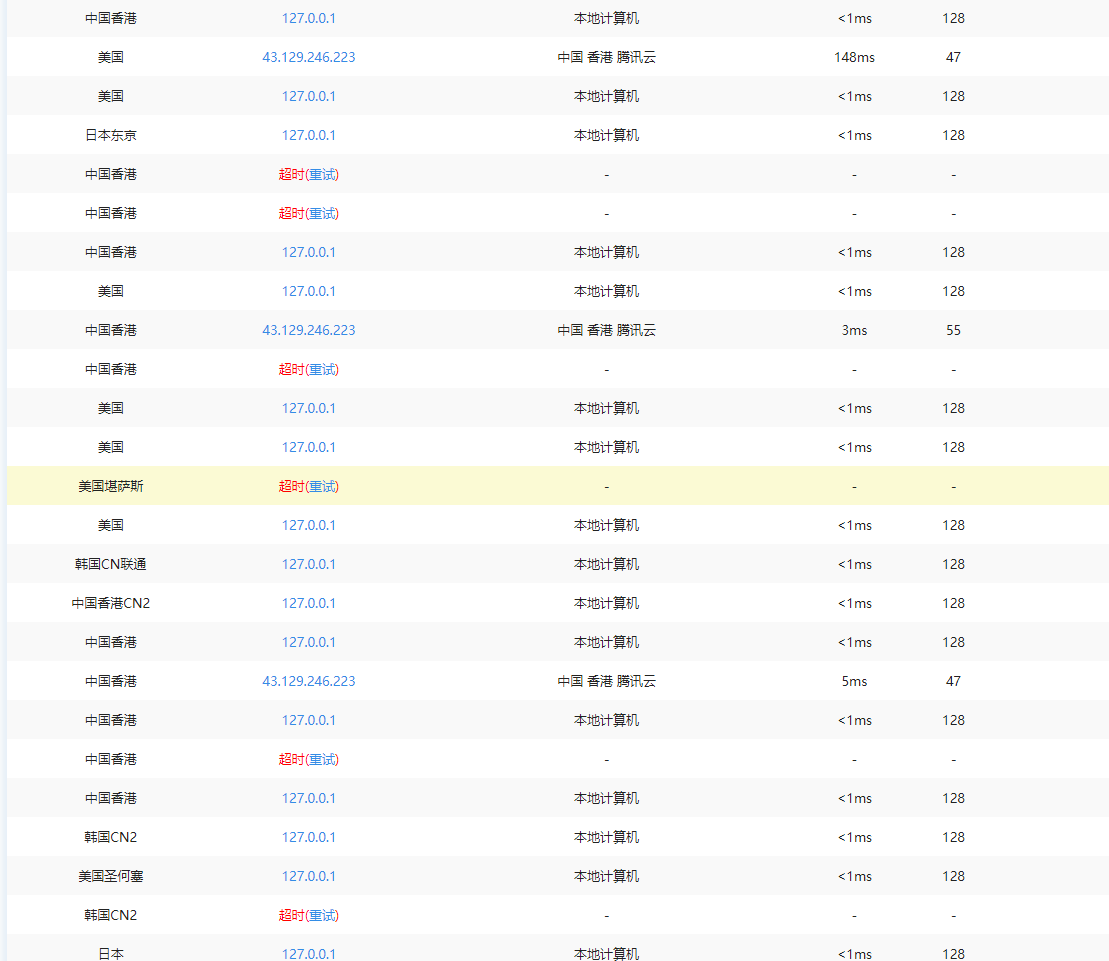 中国香港 127.0.0.1 本地计算机 <1ms 128
美国 43.129.246.223 中国 香港 腾讯云 148ms 47
美国 127.0.0.1 本地计算机 <1ms 128
日本东京 127.0.0.1 本地计算机 <1ms 128
中国香港 超时(重试) - - -
中国香港 超时(重试) - - -
中国香港 127.0.0.1 本地计算机 <1ms 128
美国 127.0.0.1 本地计算机 <1ms 128
中国香港 43.129.246.223 中国 香港 腾讯云 3ms 55
中国香港 超时(重试) - - -
美国 127.0.0.1 本地计算机 <1ms 128
美国 127.0.0.1 本地计算机 <1ms 128
美国堪萨斯 超时(重试) - - -
美国 127.0.0.1 本地计算机 <1ms 128
韩国CN联通 127.0.0.1 本地计算机 <1ms 128
中国香港CN2 127.0.0.1 本地计算机 <1ms 128
中国香港 127.0.0.1 本地计算机 <1ms 128
中国香港 43.129.246.223 中国 香港 腾讯云 5ms 47
中国香港 127.0.0.1 本地计算机 <1ms 128
中国香港 超时(重试) - - -
中国香港 127.0.0.1 本地计算机 <1ms 128
韩国CN2 127.0.0.1 本地计算机 <1ms 128
美国圣何塞 127.0.0.1 本地计算机 <1ms 128
韩国CN2 超时(重试) - - -
日本 127.0.0.1 本地计算机 <1ms 128